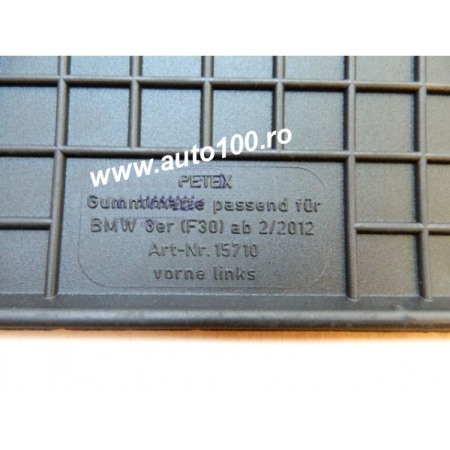 www.auto100.ro
PETEX
Gummimatte passend für
BMW 3er (F30) ab 2/2012
Art-Nr. 15710
vorne links